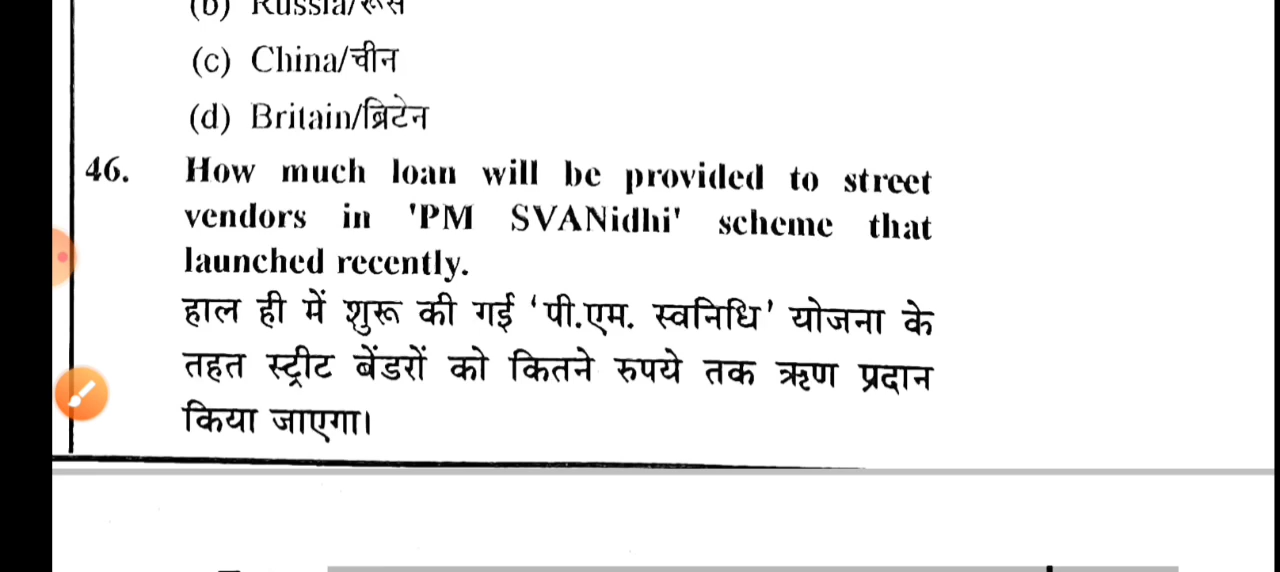 (b) Russia/रूस
(c) China/चीन
(d) Britain/ब्रिटेन
46. How much loan will be provided to street
vendors in 'PM SVANidhi' scheme that
launched recently.
हाल ही में शुरू की गई ‘पी.एम. स्वनिधि’ योजना के
तहत स्ट्रीट बेंडरों को कितने रुपये तक ऋण प्रदान
किया जाएगा।